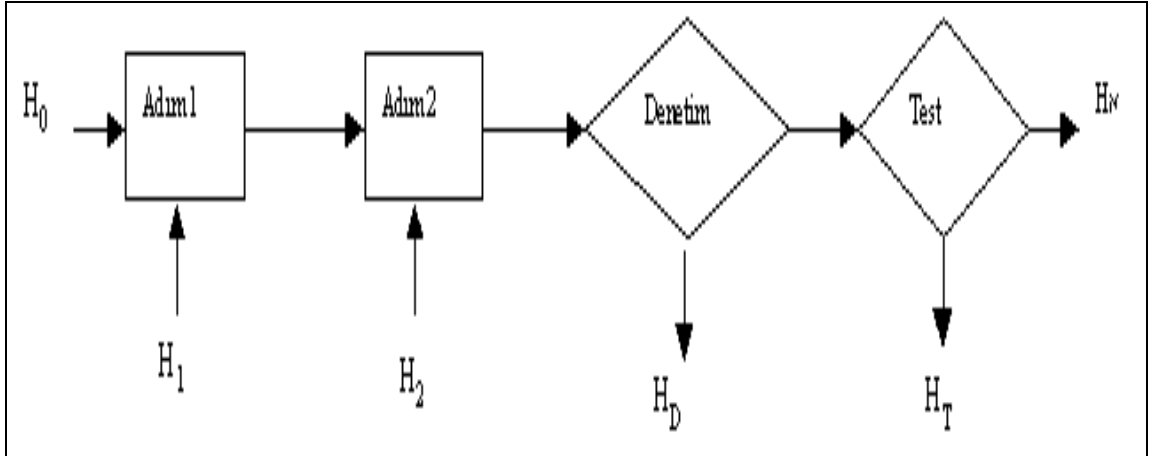 H0
Adım1
Adım2
Denetim
Test
HN
H1
H2
HD
HT